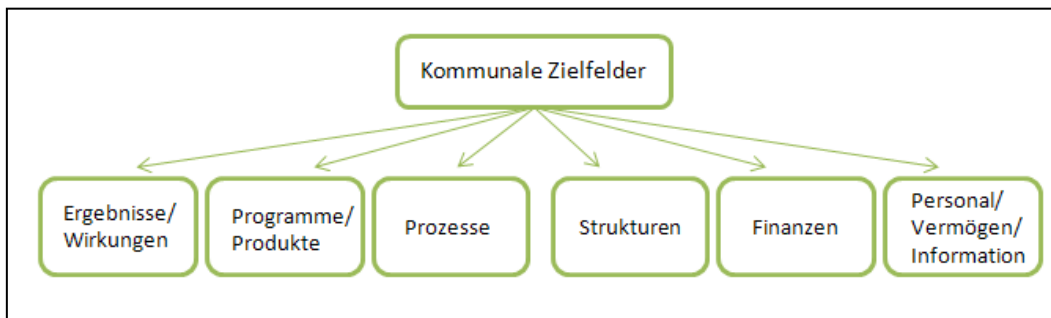 Kommunale Zielfelder
Ergebnisse/
Wirkungen
Programme/
Produkte
Prozesse
Strukturen
Finanzen
Personal/
Vermögen/
Information